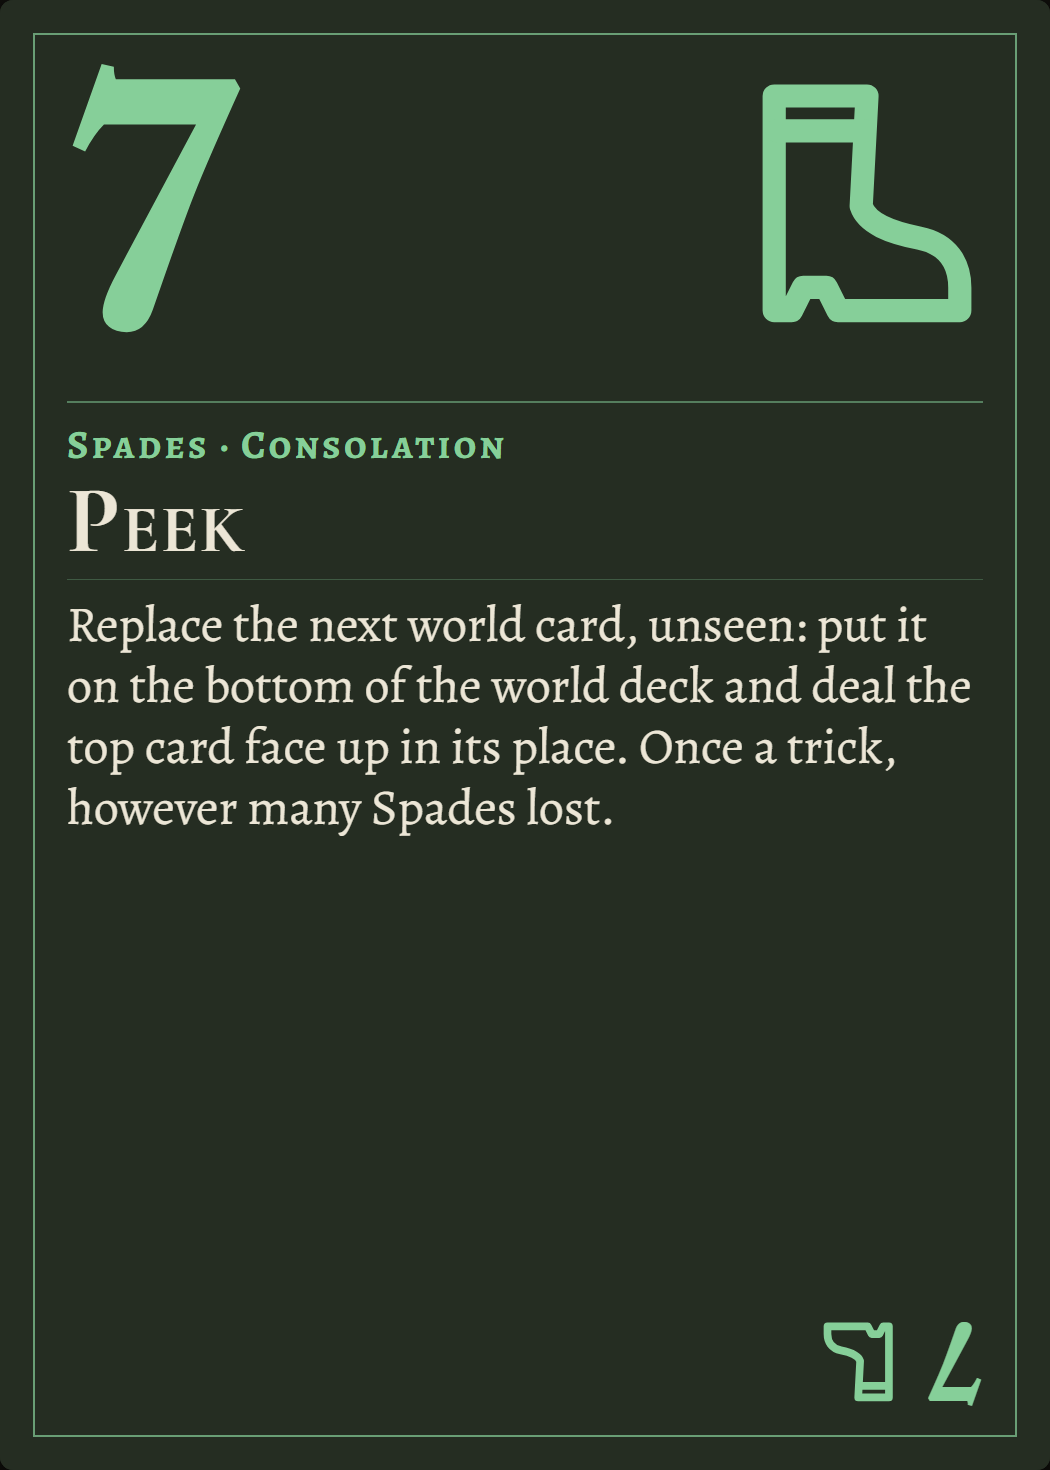 7
Spades · Consolation
Peek
Replace the next world card, unseen: put it
on the bottom of the world deck and deal the
top card face up in its place. Once a trick,
however many Spades lost.
7